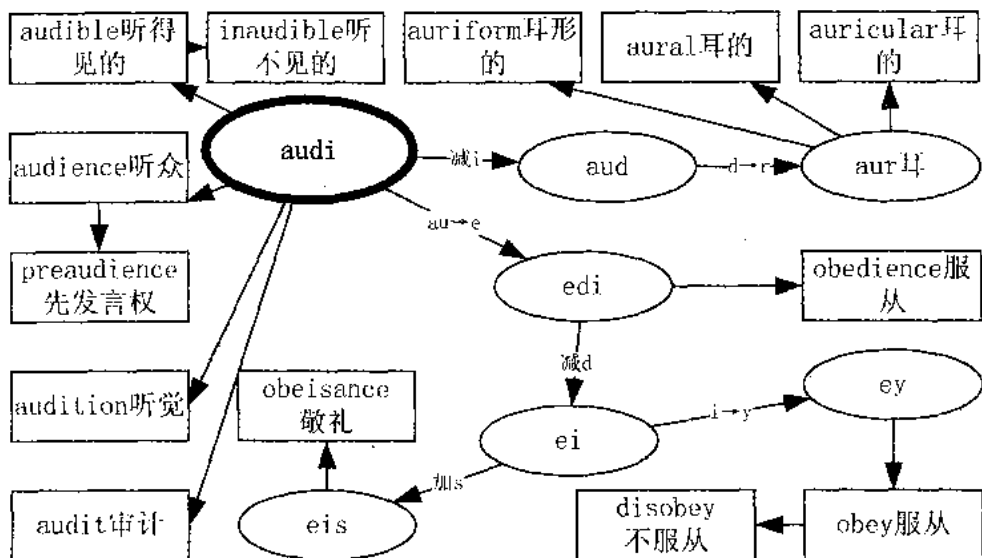 audible听得
见的
inaudible听
不见的
auriform耳形
的
aural耳的
auricular耳
的
audience听众
audi
减i
aud
d→r
aur耳
preaudience
先发言权
au→e
edi
obedience服
从
减d
audition听觉
obeisance
敬礼
ei
i→y
ey
加s
audit审计
eis
disobey
不服从
obey服从